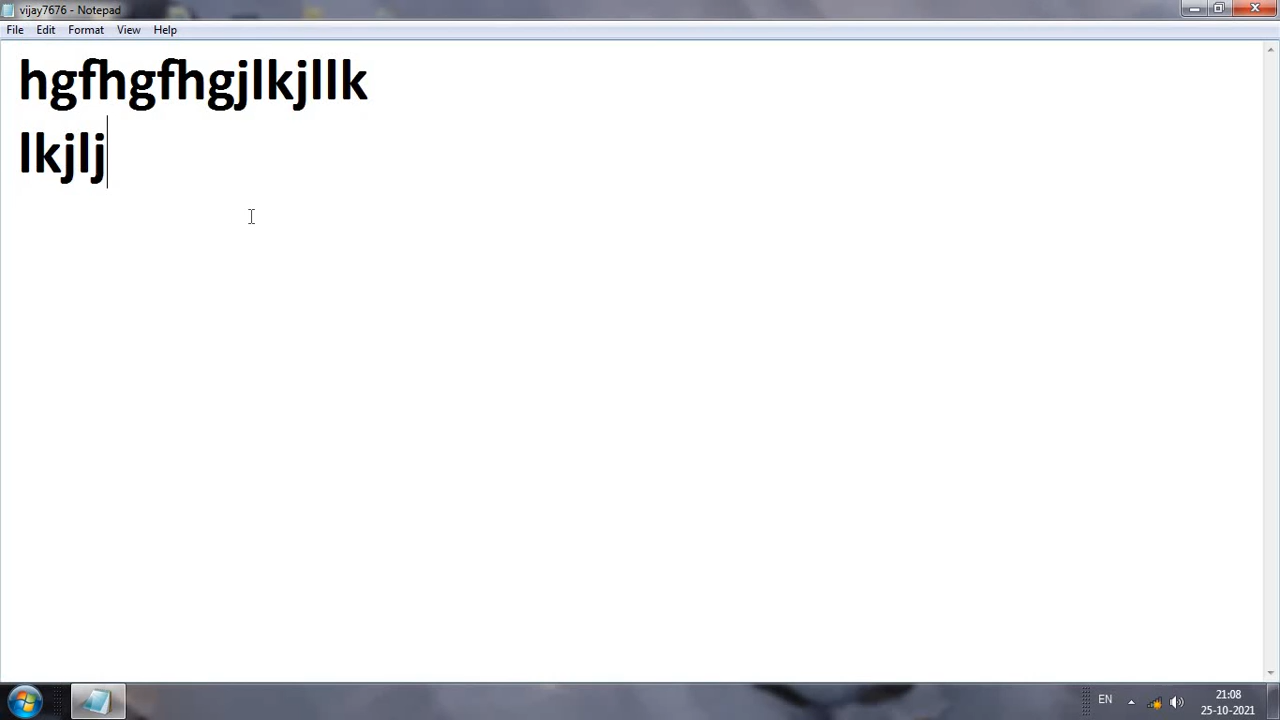 vijay7676 - Notepad
File Edit Format View Help
hgfhgfhgjlkjllk
lkjlj
EN
21:08
25-10-2021